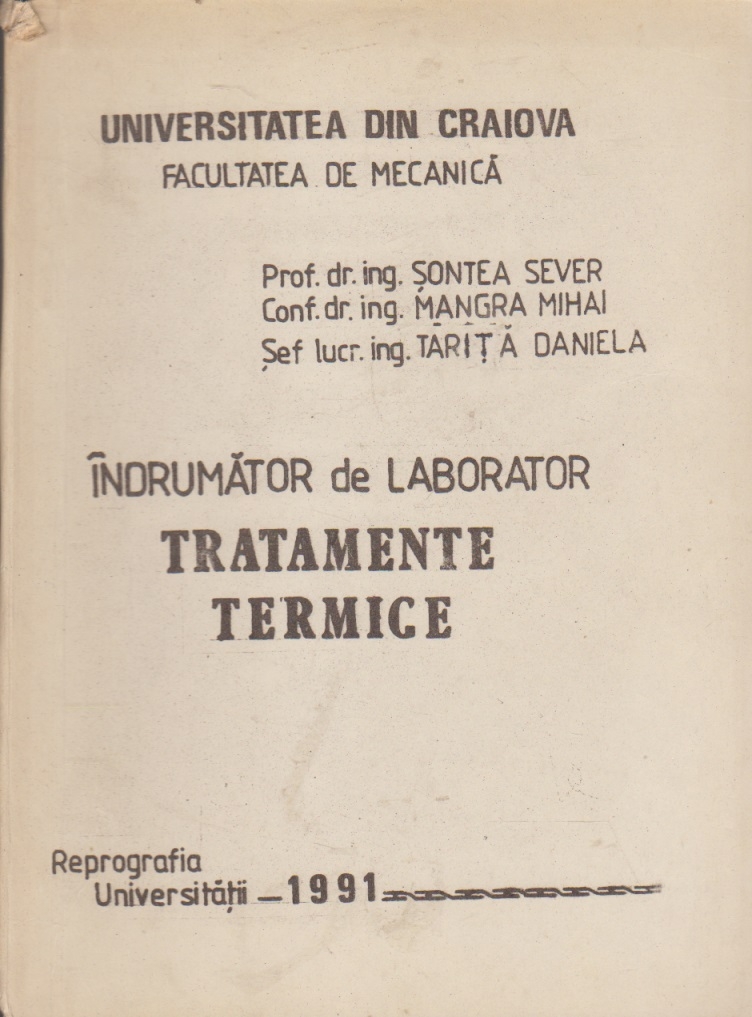 UNIVERSITATEA DIN CRAIOVA
FACULTATEA DE MECANICĂ
Prof. dr. ing. ȘONTEA SEVER
Conf. dr. ing. MANGRA MIHAI
Șef lucr. ing. TĂRÎȚĂ DANIELA
ÎNDRUMĂTOR de LABORATOR
TRATAMENTE
TERMICE
Reprografia
Universității – 1991